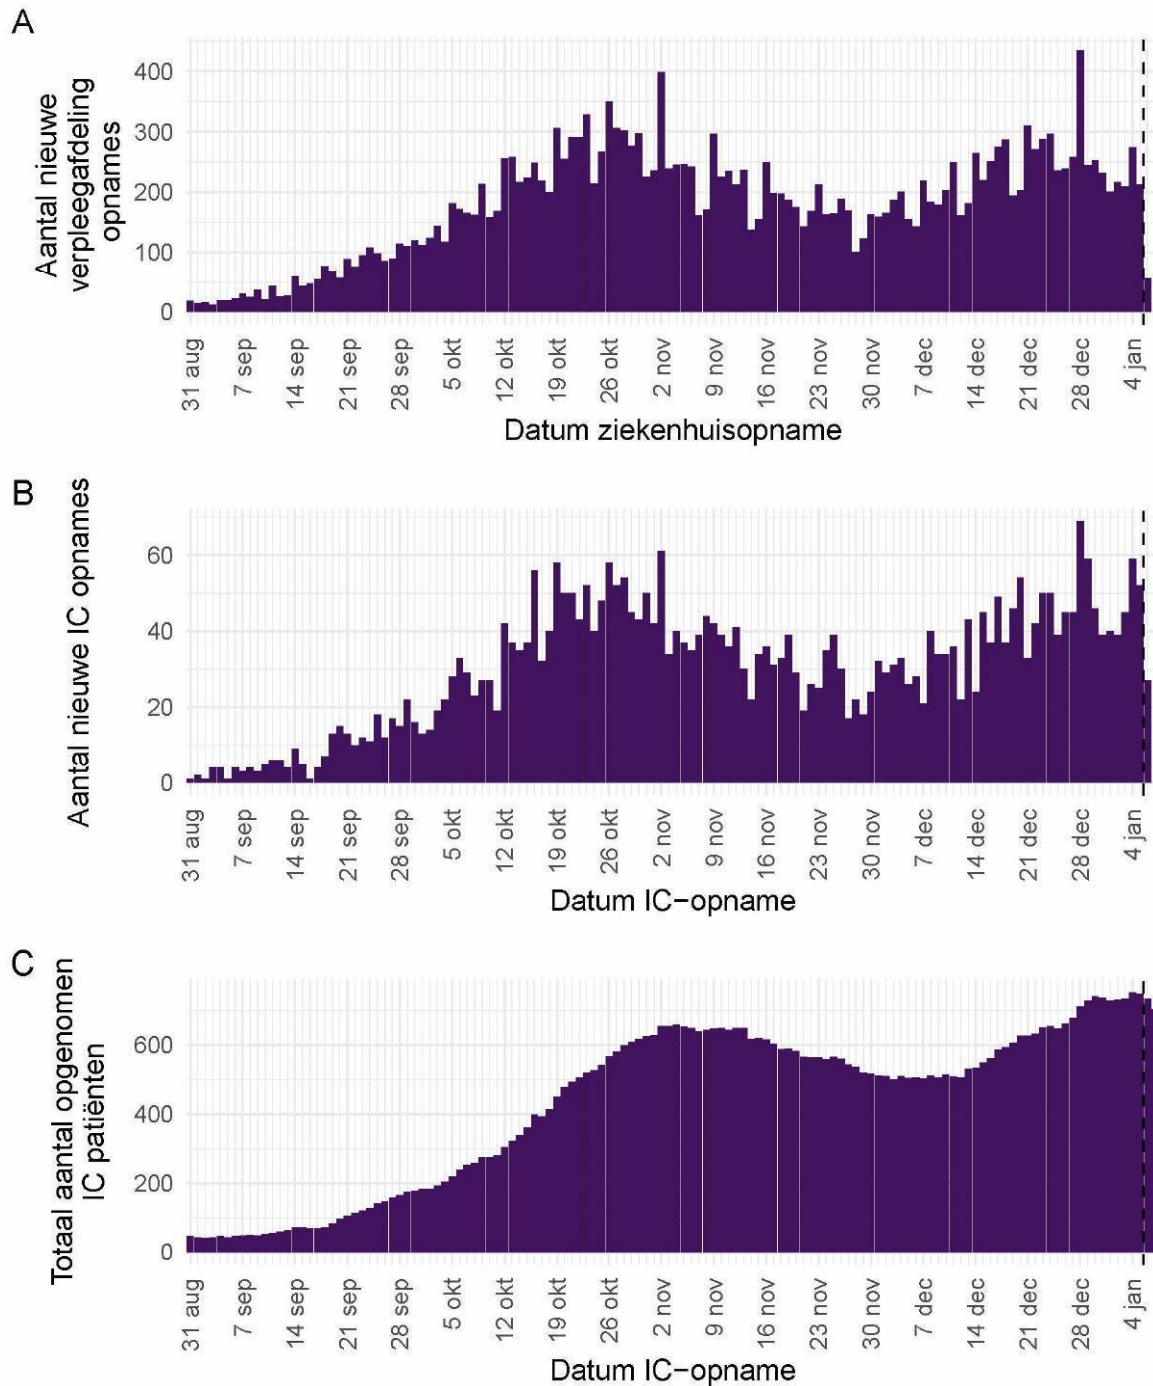 A
Aantal nieuwe
verpleegafdeling
opnames
400
300
200
100
0
31 aug
7 sep
14 sep
21 sep
28 sep
5 okt
12 okt
19 okt
26 okt
2 nov
9 nov
16 nov
23 nov
30 nov
7 dec
14 dec
21 dec
28 dec
4 jan
Datum ziekenhuisopname
B
Aantal nieuwe IC opnames
60
40
20
0
31 aug
7 sep
14 sep
21 sep
28 sep
5 okt
12 okt
19 okt
26 okt
2 nov
9 nov
16 nov
23 nov
30 nov
7 dec
14 dec
21 dec
28 dec
4 jan
Datum IC−opname
C
Totaal aantal opgenomen
IC patiënten
600
400
200
0
31 aug
7 sep
14 sep
21 sep
28 sep
5 okt
12 okt
19 okt
26 okt
2 nov
9 nov
16 nov
23 nov
30 nov
7 dec
14 dec
21 dec
28 dec
4 jan
Datum IC−opname